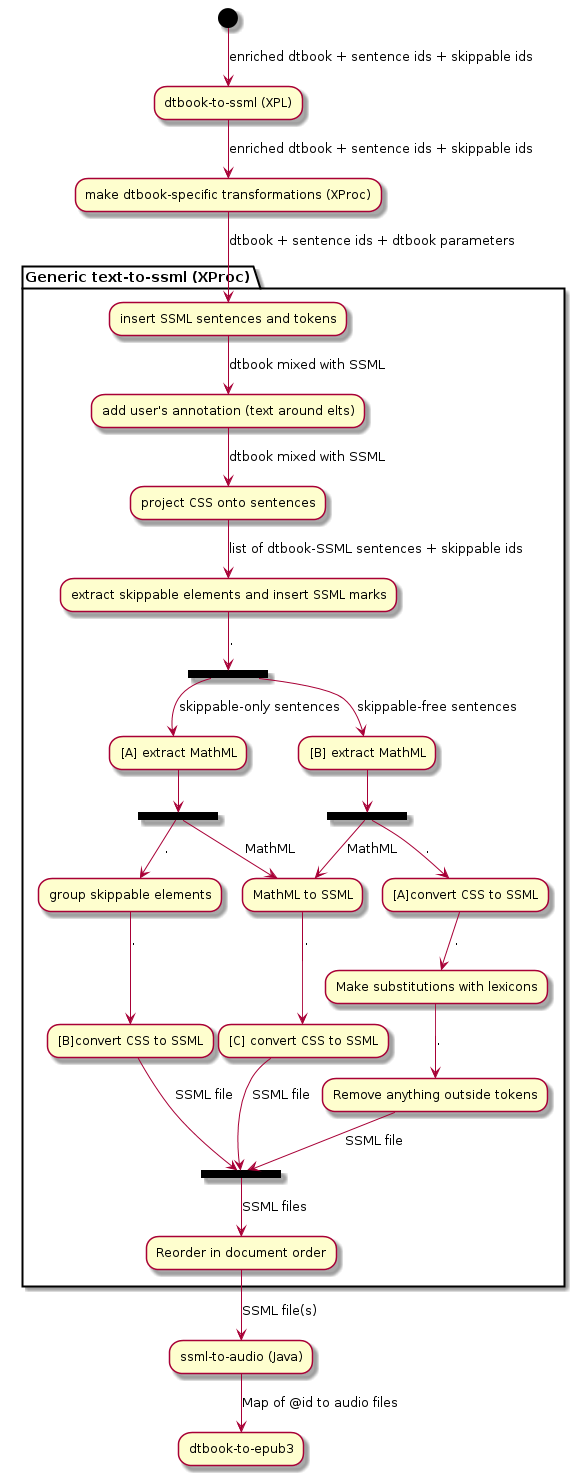 enriched dtbook + sentence ids + skippable ids
dtbook-to-ssml (XPL)
enriched dtbook + sentence ids + skippable ids
make dtbook-specific transformations (XProc)
dtbook + sentence ids + dtbook parameters
Generic text-to-ssml (XProc)
insert SSML sentences and tokens
dtbook mixed with SSML
add user's annotation (text around elts)
dtbook mixed with SSML
project CSS onto sentences
list of dtbook-SSML sentences + skippable ids
extract skippable elements and insert SSML marks
.
skippable-only sentences
skippable-free sentences
[A] extract MathML
[B] extract MathML
.
MathML
MathML
.
group skippable elements
MathML to SSML
[A]convert CSS to SSML
.
.
.
Make substitutions with lexicons
[B]convert CSS to SSML
[C] convert CSS to SSML
.
Remove anything outside tokens
SSML file
SSML file
SSML file
SSML files
Reorder in document order
SSML file(s)
ssml-to-audio (Java)
Map of @id to audio files
dtbook-to-epub3